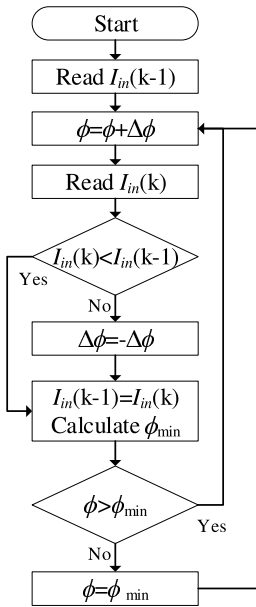 Start
Read I_in(k-1)
ϕ=ϕ+Δϕ
Read I_in(k)
I_in(k)<I_in(k-1)
Yes
No
Δϕ=-Δϕ
I_in(k-1)=I_in(k)
Calculate ϕ_min
ϕ>ϕ_min
Yes
No
ϕ=ϕ_min